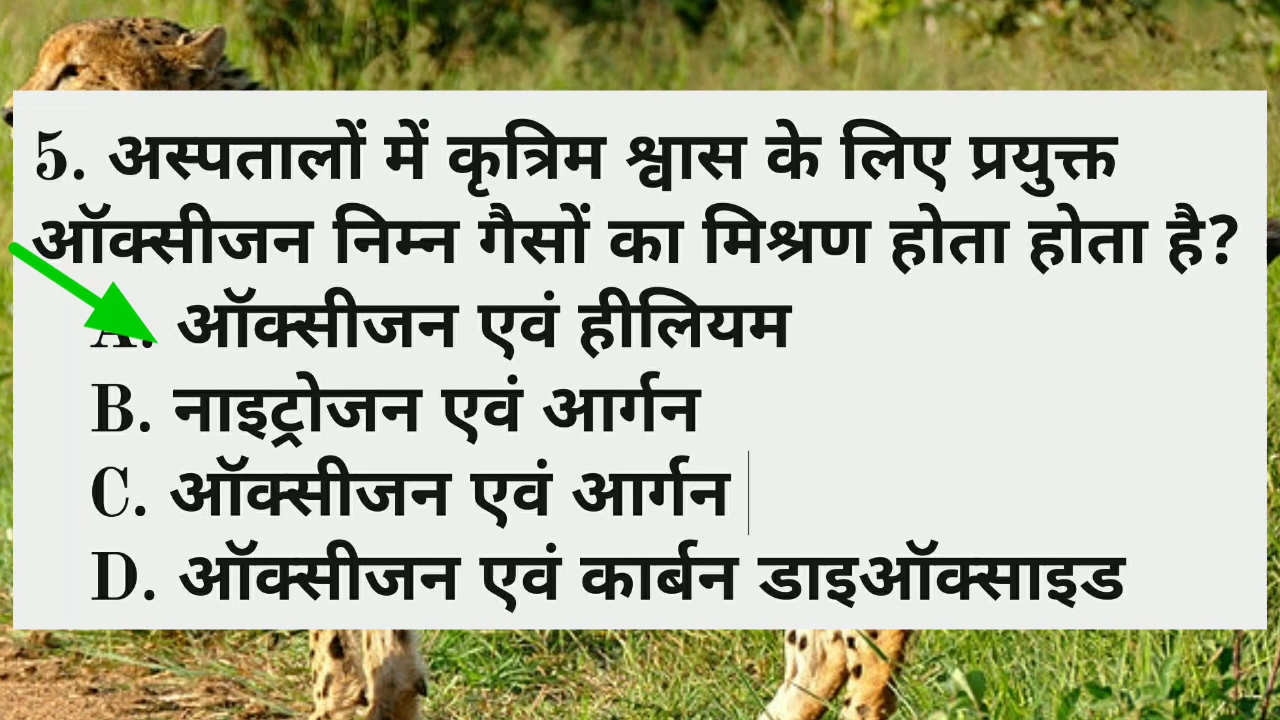 5. अस्पतालों में कृत्रिम श्वास के लिए प्रयुक्त
ऑक्सीजन निम्न गैसों का मिश्रण होता होता है?
A. ऑक्सीजन एवं हीलियम
B. नाइट्रोजन एवं आर्गन
C. ऑक्सीजन एवं आर्गन
D. ऑक्सीजन एवं कार्बन डाइऑक्साइड